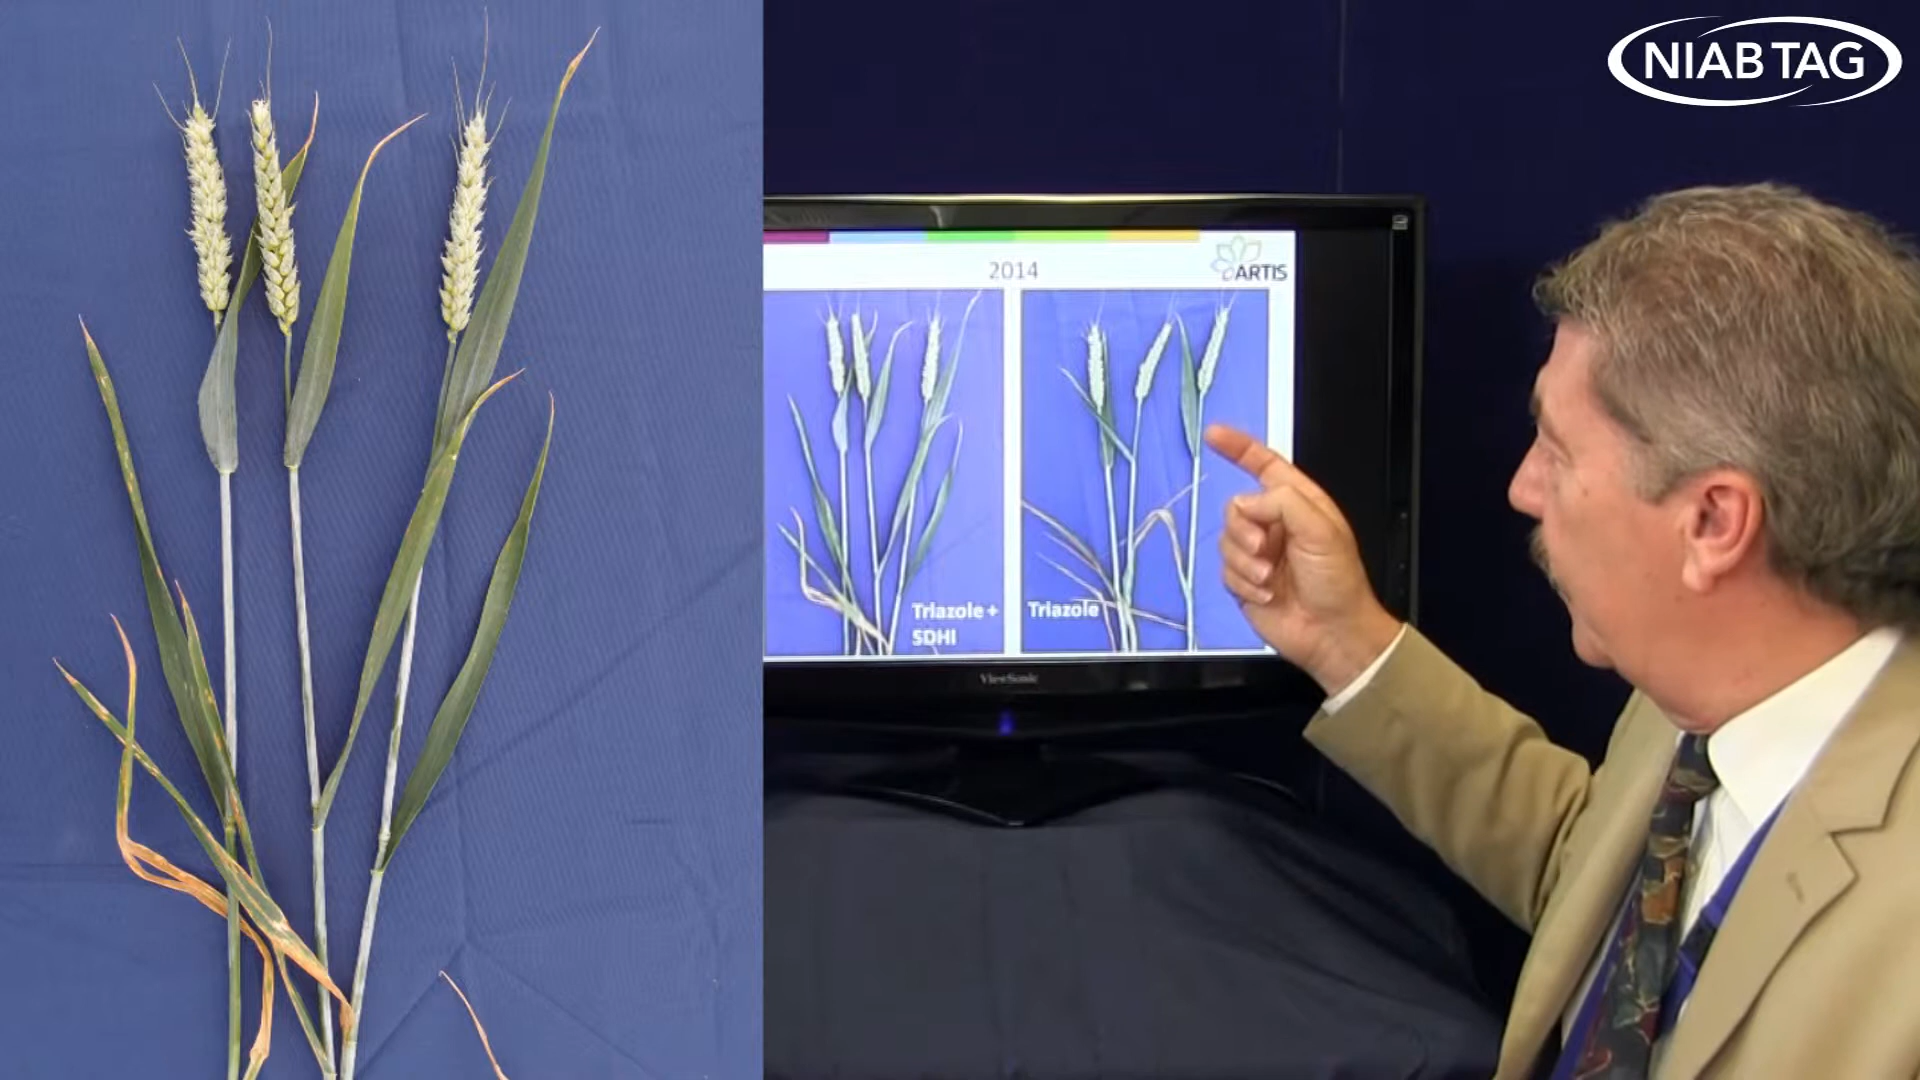 NIAB TAG
2014
ARTIS
Triazole +
SDHI
Triazole
ViewSonic